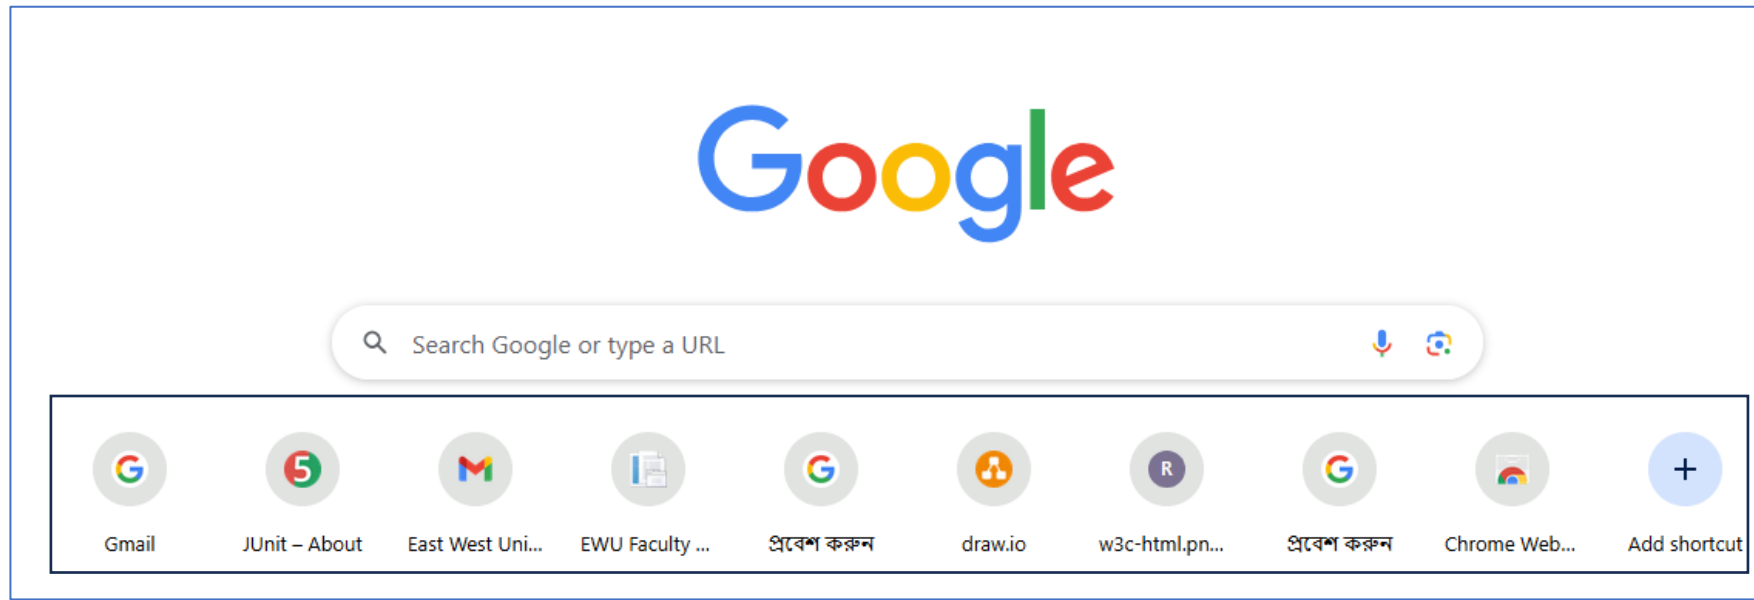 Google
Search Google or type a URL
5
R
Gmail
JUnit – About
East West Uni...
EWU Faculty ...
প্রবেশ করুন
draw.io
w3c-html.pn...
প্রবেশ করুন
Chrome Web...
Add shortcut